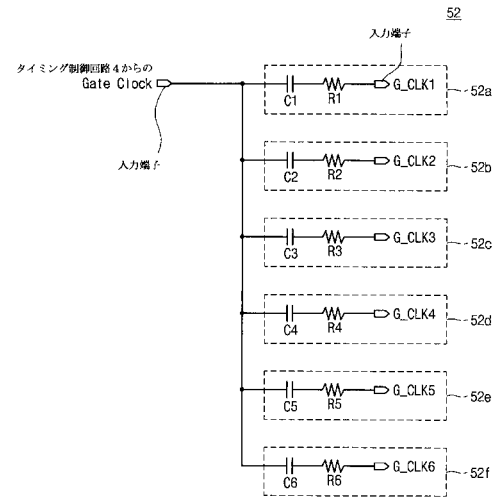 52
入力端子
タイミング制御回路4からの
Gate Clock
入力端子
C1 R1 G_CLK1 52a
C2 R2 G_CLK2 52b
C3 R3 G_CLK3 52c
C4 R4 G_CLK4 52d
C5 R5 G_CLK5 52e
C6 R6 G_CLK6 52f